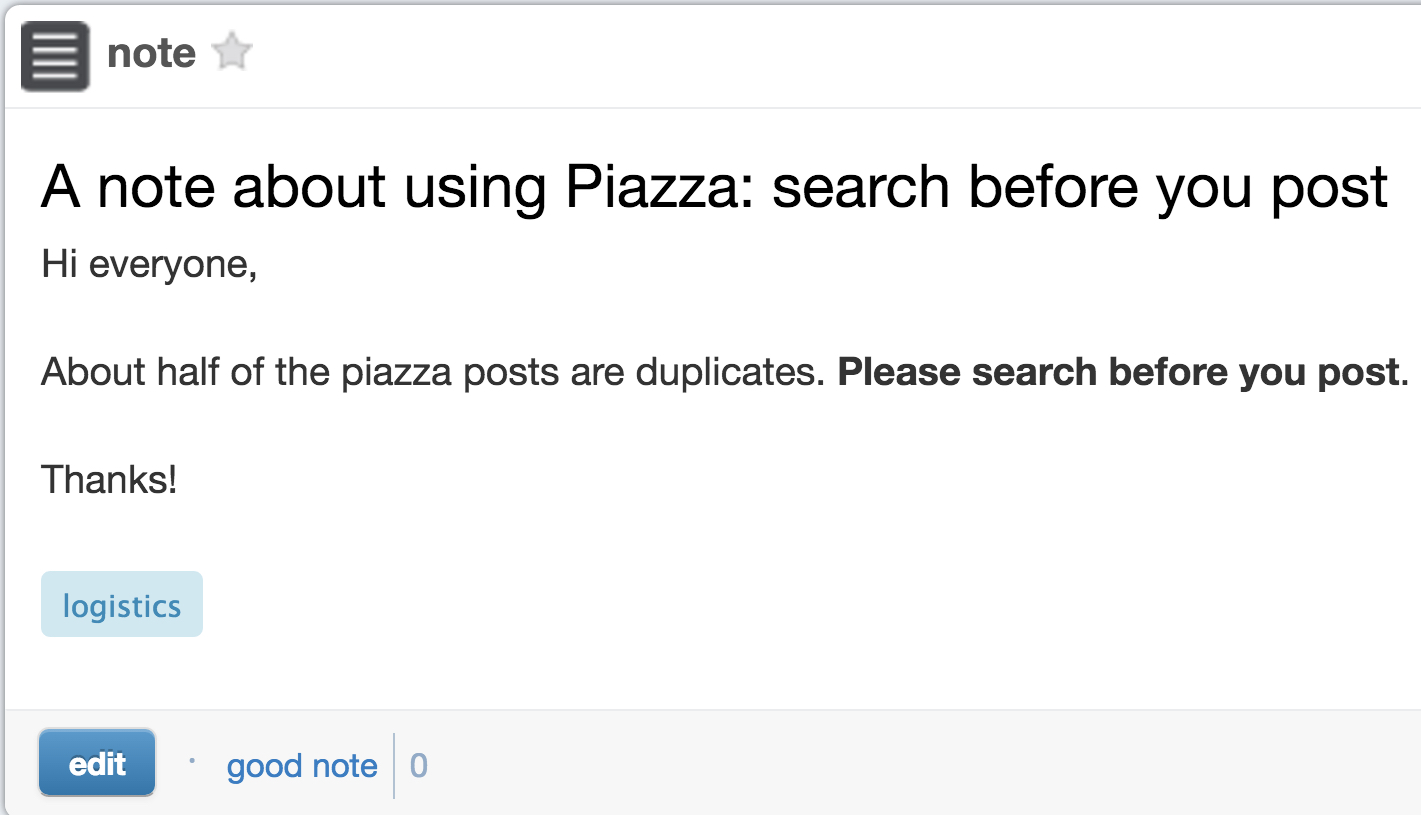 note
A note about using Piazza: search before you post
Hi everyone,
About half of the piazza posts are duplicates. Please search before you post.
Thanks!
logistics
edit · good note 0